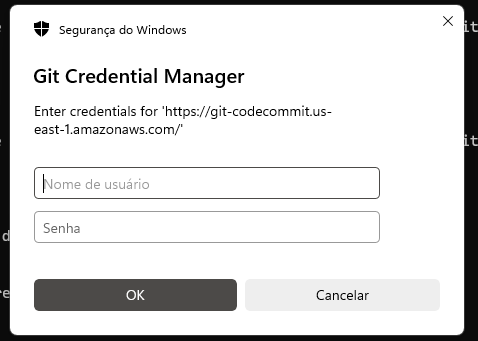 Segurança do Windows
Git Credential Manager
Enter credentials for 'https://git-codecommit.us-
east-1.amazonaws.com/'
Nome de usuário
Senha
OK
Cancelar